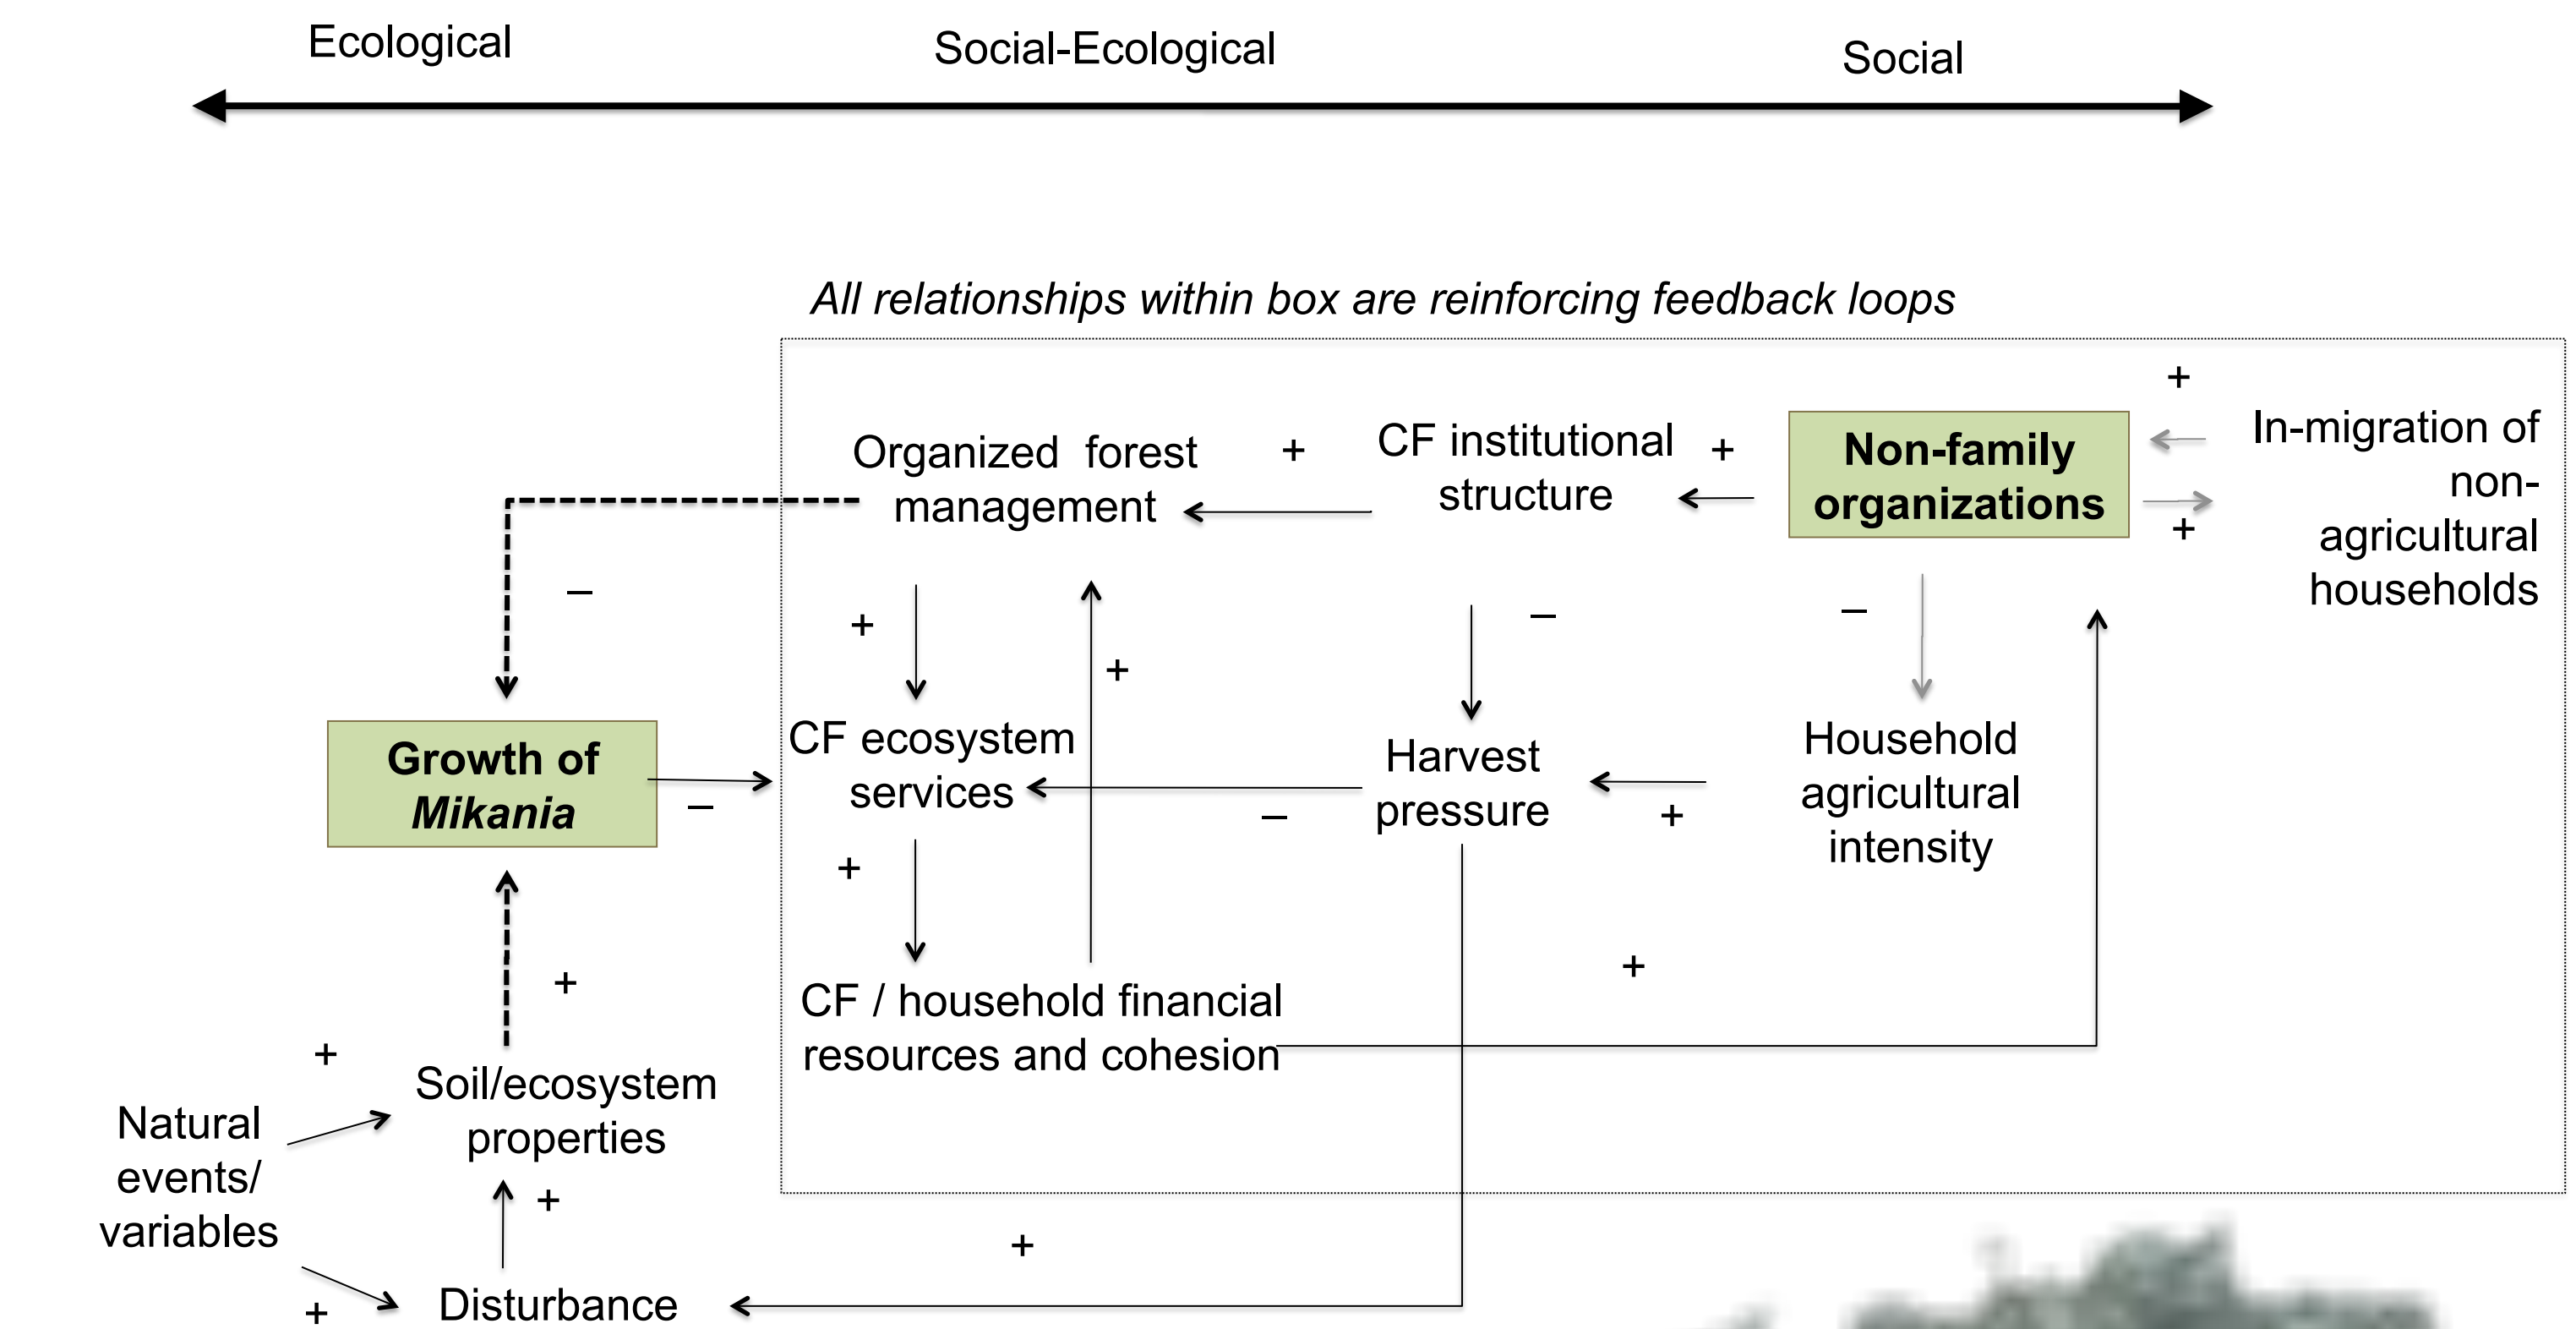 Ecological
Social-Ecological
Social
All relationships within box are reinforcing feedback loops
Organized forest
management
+
CF institutional
structure
+
Non-family
organizations
+
+
In-migration of
non-
agricultural
households
–
+
+
–
–
Growth of
Mikania
–
CF ecosystem
services
–
Harvest
pressure
+
Household
agricultural
intensity
+
+
+
CF / household financial
resources and cohesion
+
Soil/ecosystem
properties
Natural
events/
variables
+
+
+
Disturbance